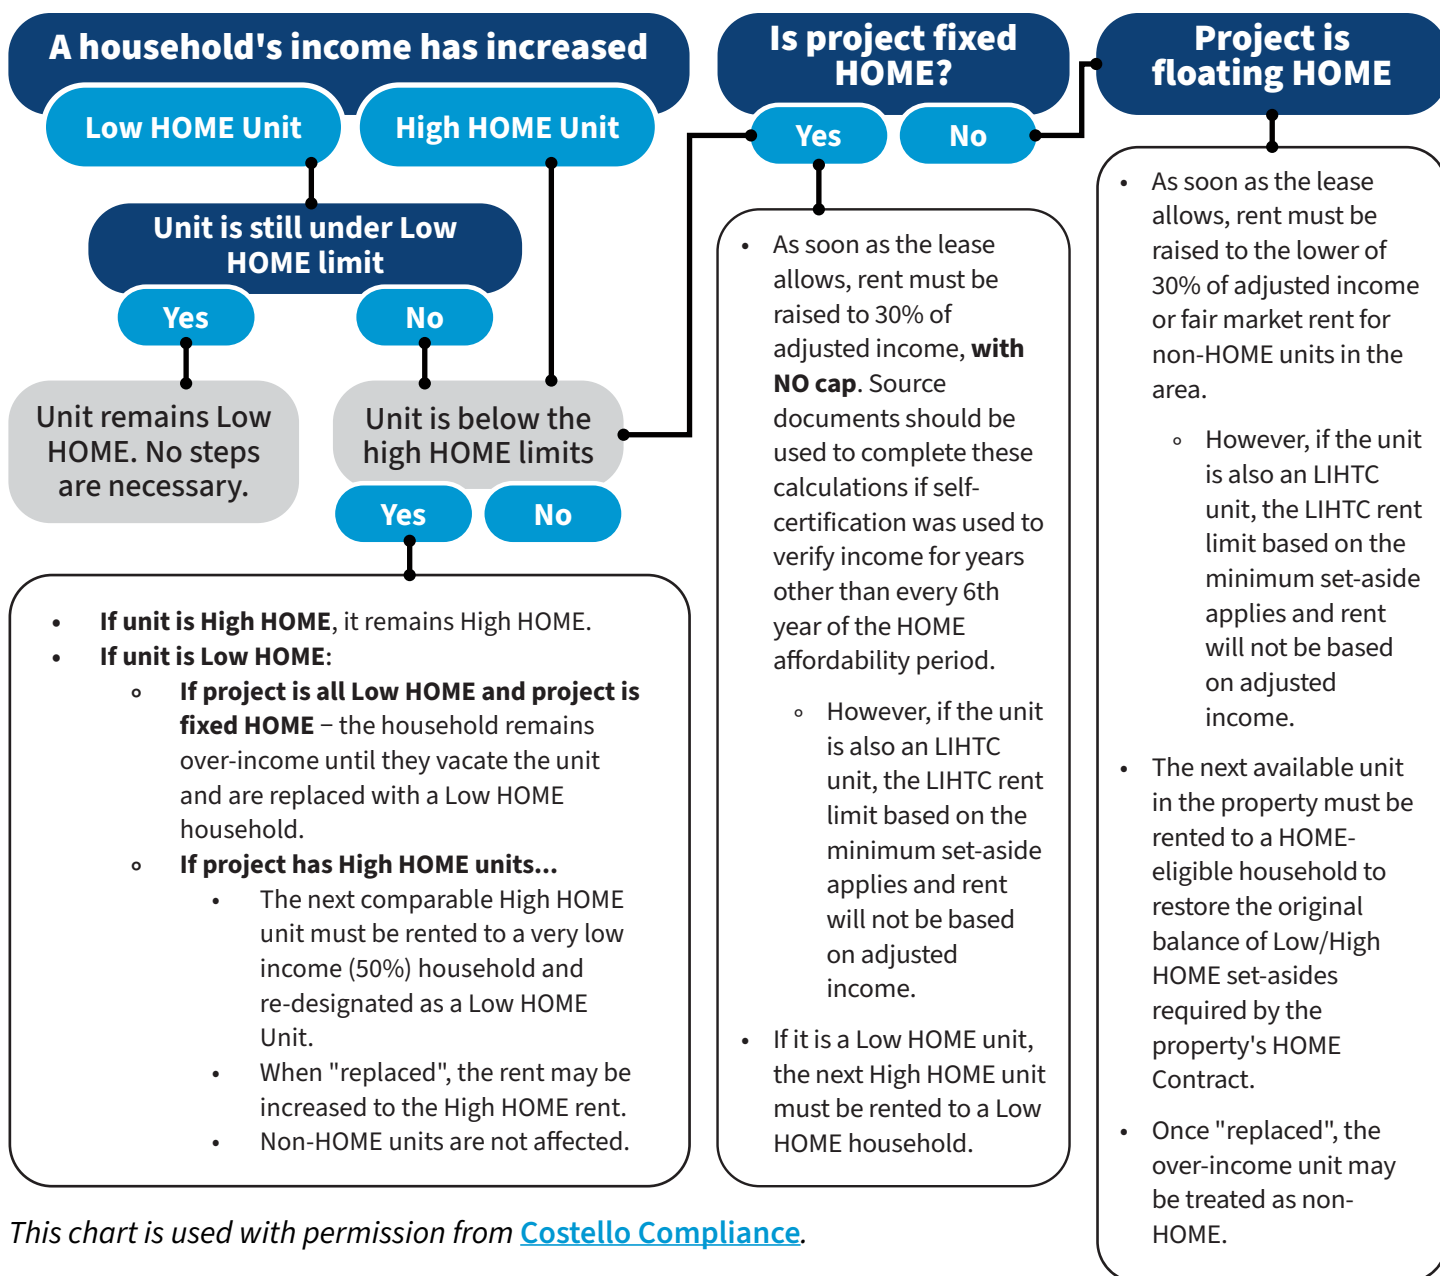 A household's income has increased
Low HOME Unit
High HOME Unit
Unit is still under Low
HOME limit
Yes
No
Unit remains Low
HOME. No steps
are necessary.
Unit is below the
high HOME limits
Yes
No
• If unit is High HOME, it remains High HOME.
• If unit is Low HOME:
◦ If project is all Low HOME and project is
fixed HOME – the household remains
over-income until they vacate the unit
and are replaced with a Low HOME
household.
◦ If project has High HOME units...
• The next comparable High HOME
unit must be rented to a very low
income (50%) household and
re-designated as a Low HOME
Unit.
• When "replaced", the rent may be
increased to the High HOME rent.
• Non-HOME units are not affected.
Is project fixed
HOME?
Yes
No
• As soon as the lease
allows, rent must be
raised to 30% of
adjusted income, with
NO cap. Source
documents should be
used to complete these
calculations if self-
certification was used to
verify income for years
other than every 6th
year of the HOME
affordability period.
◦ However, if the unit
is also an LIHTC
unit, the LIHTC rent
limit based on the
minimum set-aside
applies and rent
will not be based
on adjusted
income.
• If it is a Low HOME unit,
the next High HOME unit
must be rented to a Low
HOME household.
Project is
floating HOME
• As soon as the lease
allows, rent must be
raised to the lower of
30% of adjusted income
or fair market rent for
non-HOME units in the
area.
◦ However, if the unit
is also an LIHTC
unit, the LIHTC rent
limit based on the
minimum set-aside
applies and rent
will not be based
on adjusted
income.
• The next available unit
in the property must be
rented to a HOME-
eligible household to
restore the original
balance of Low/High
HOME set-asides
required by the
property's HOME
Contract.
• Once "replaced", the
over-income unit may
be treated as non-
HOME.
This chart is used with permission from Costello Compliance.